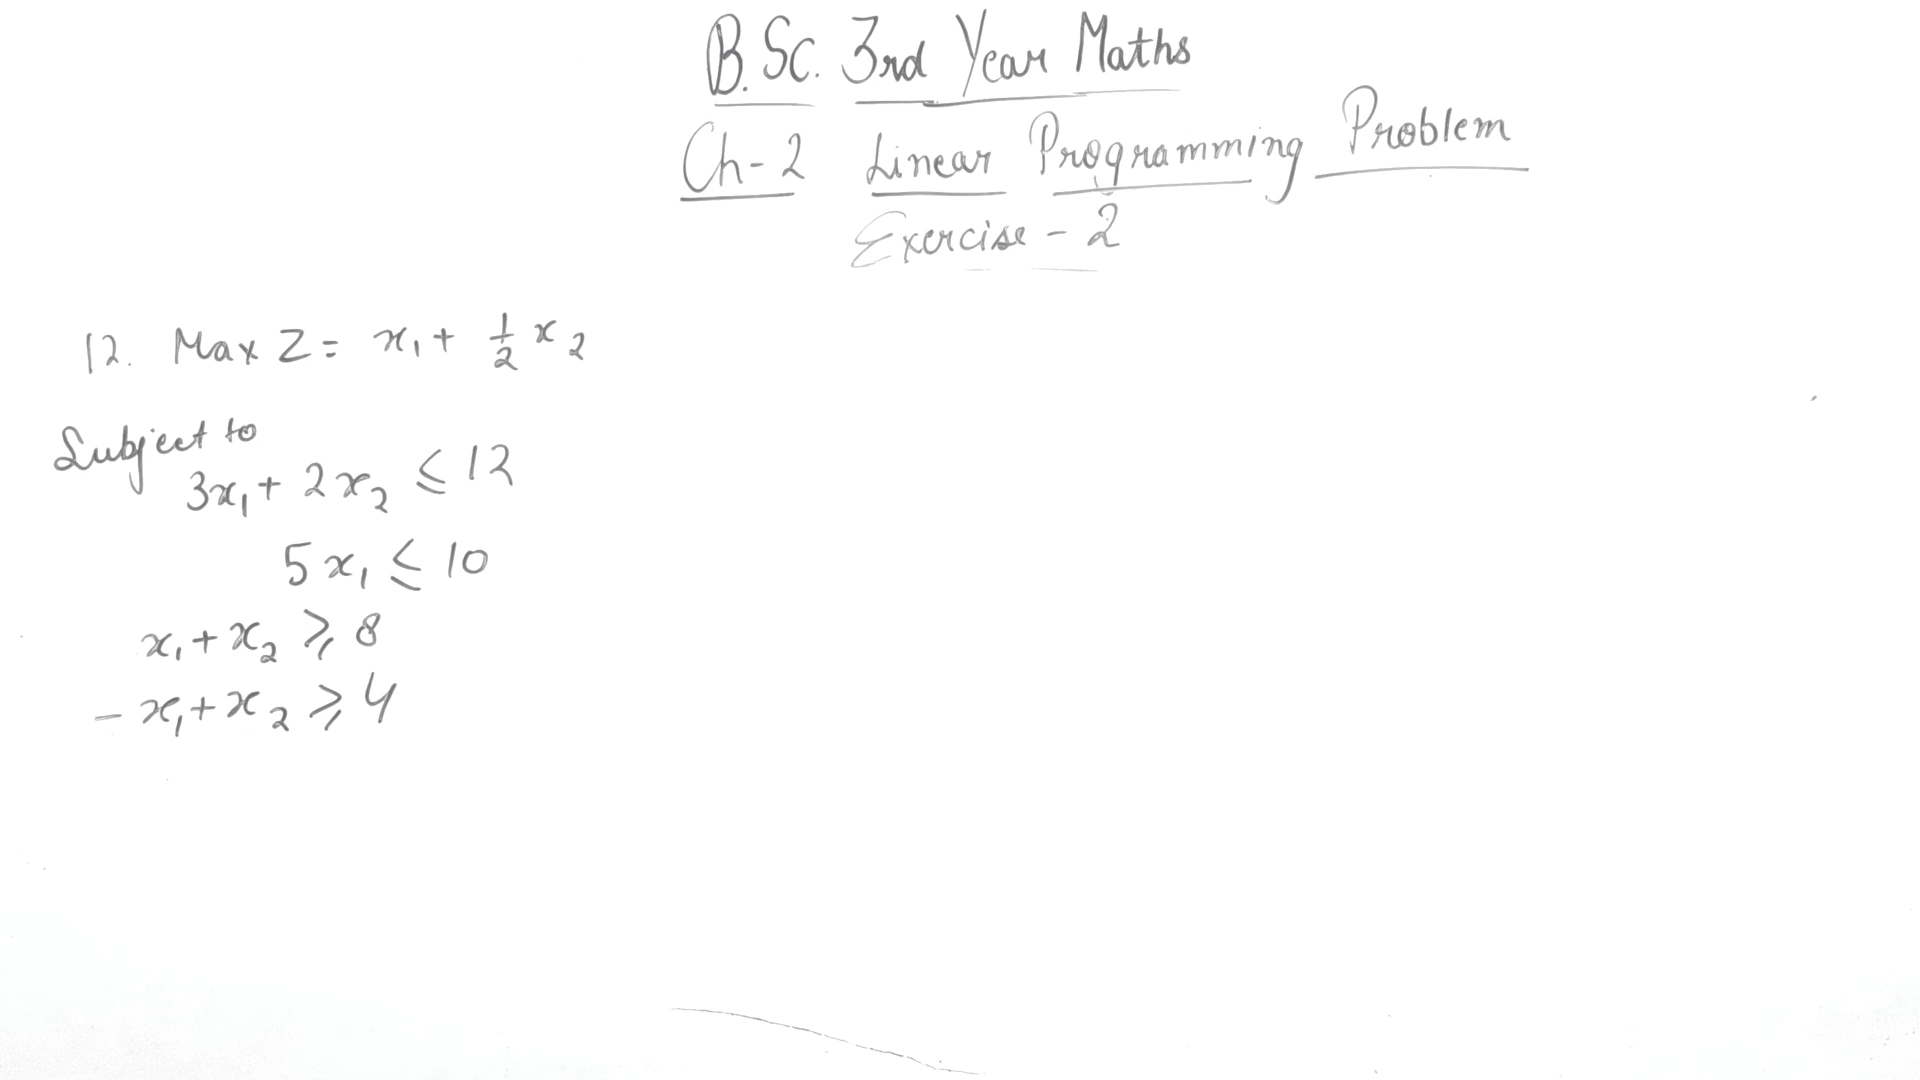 B.Sc. 3rd Year Maths
Ch-2 Linear Programming Problem
Exercise - 2
12. Max Z = x₁ + 1/2 x₂
Subject to
3x₁ + 2x₂ ≤ 12
5x₁ ≤ 10
x₁ + x₂ ⩾ 8
- x₁ + x₂ ⩾ 4